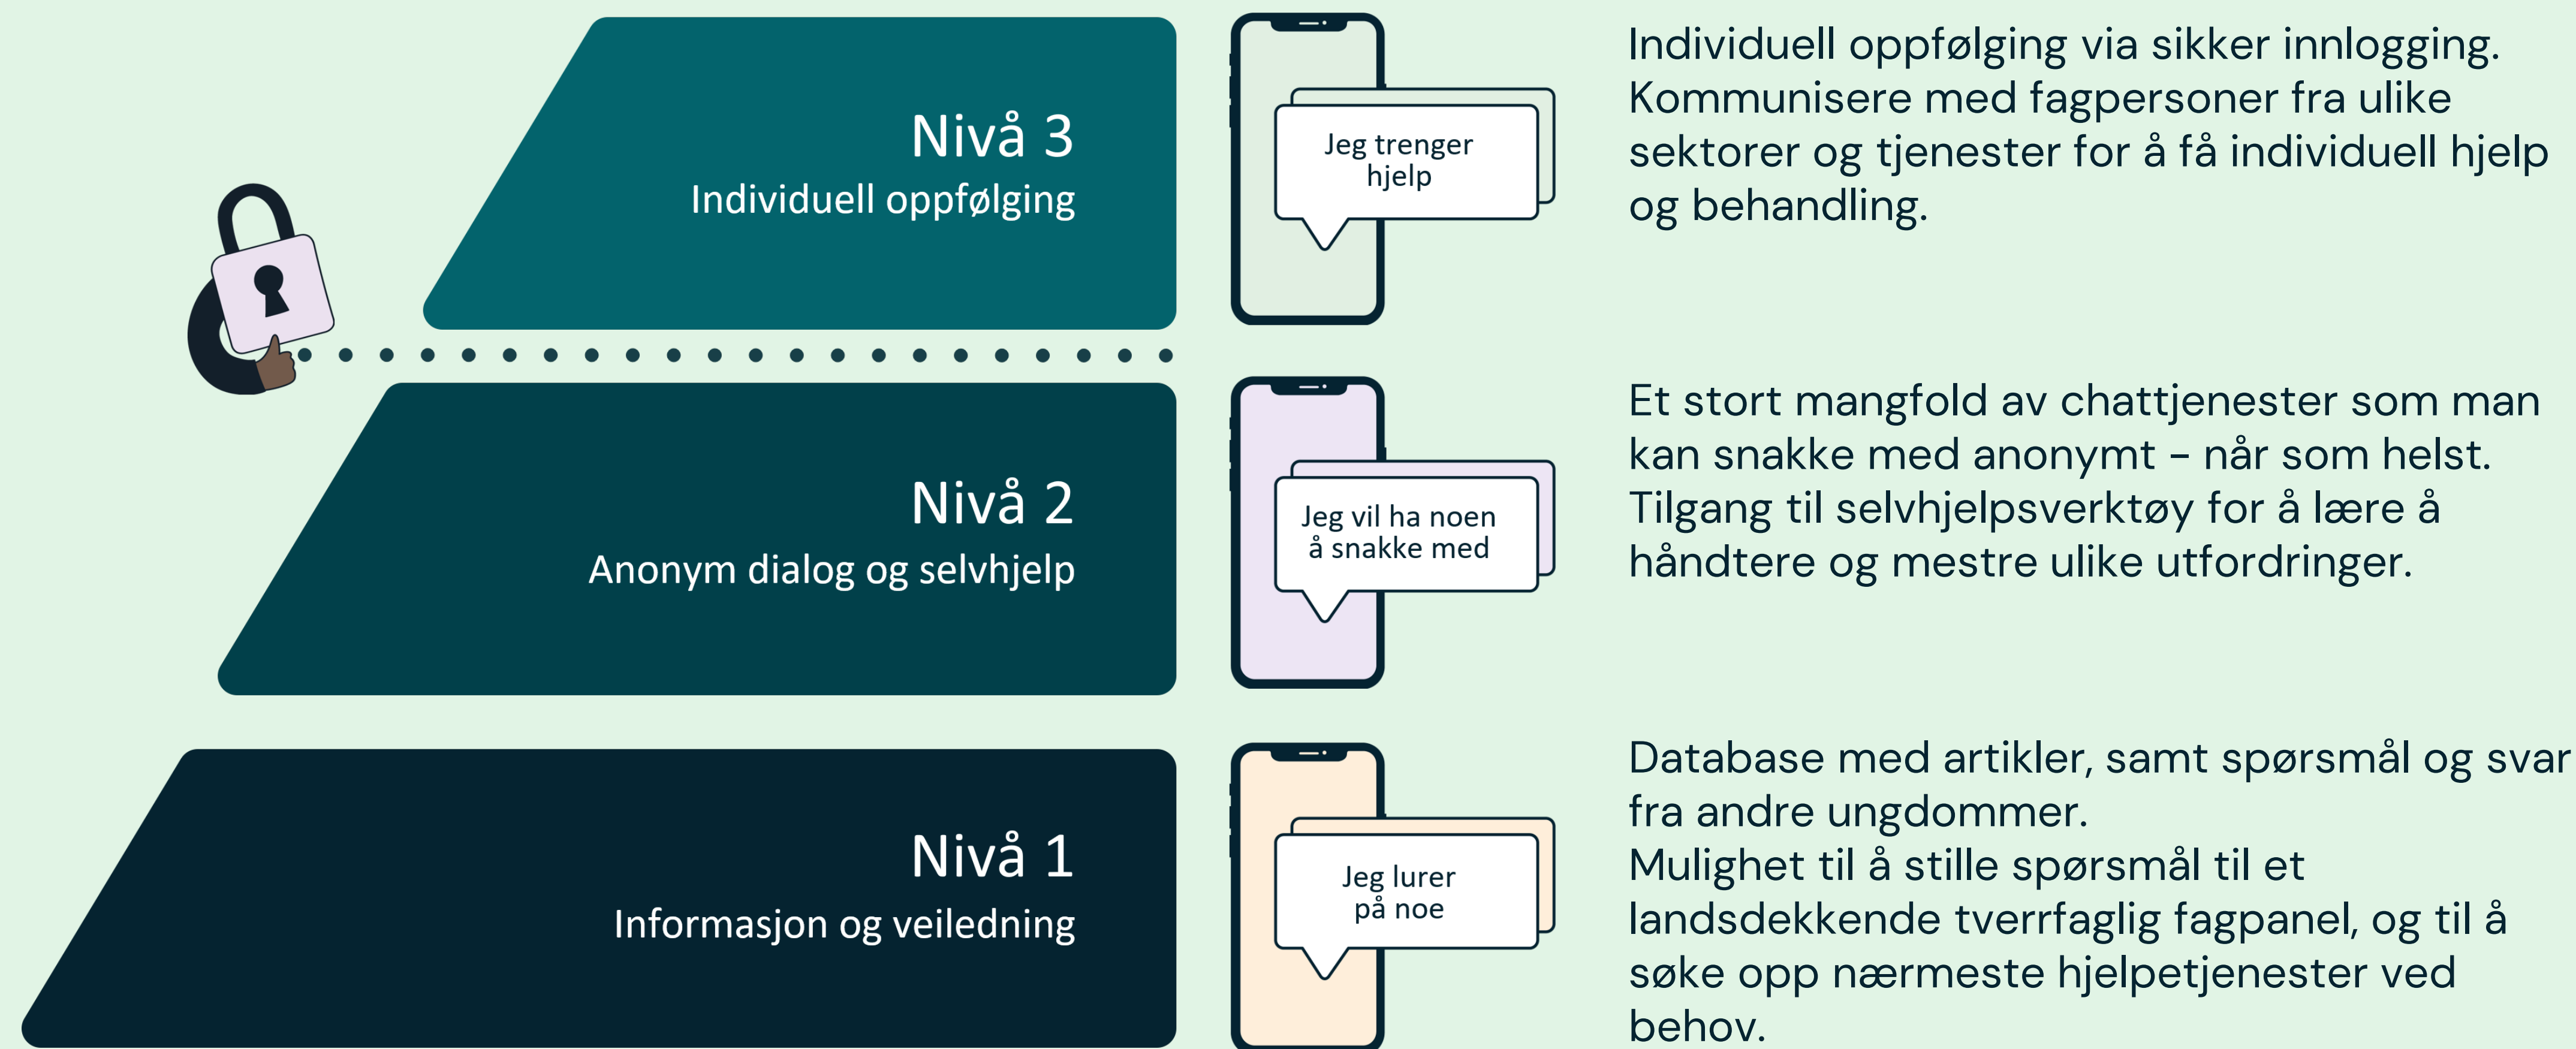 Nivå 3
Individuell oppfølging
Jeg trenger
hjelp
Individuell oppfølging via sikker innlogging.
Kommunisere med fagpersoner fra ulike
sektorer og tjenester for å få individuell hjelp
og behandling.
Nivå 2
Anonym dialog og selvhjelp
Jeg vil ha noen
å snakke med
Et stort mangfold av chattjenester som man
kan snakke med anonymt – når som helst.
Tilgang til selvhjelpsverktøy for å lære å
håndtere og mestre ulike utfordringer.
Nivå 1
Informasjon og veiledning
Jeg lurer
på noe
Database med artikler, samt spørsmål og svar
fra andre ungdommer.
Mulighet til å stille spørsmål til et
landsdekkende tverrfaglig fagpanel, og til å
søke opp nærmeste hjelpetjenester ved
behov.